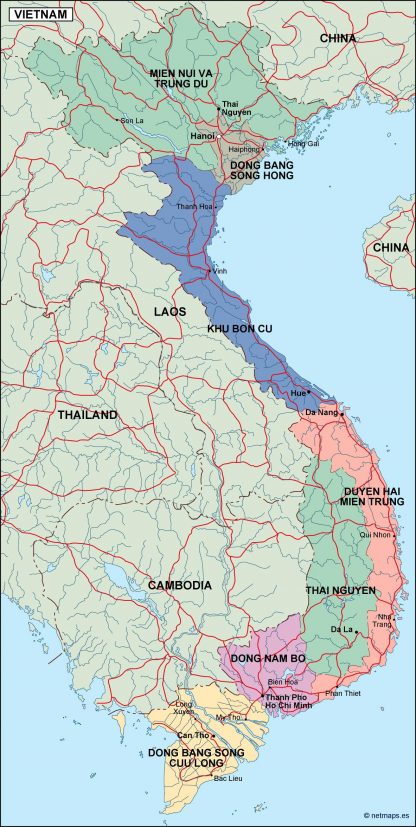 VIETNAM
CHINA
MIEN NUI VA
TRUNG DU
Thai
Nguyen
Son La
Hanoi
Hong Gai
Haiphong
DONG BANG
SONG HONG
Thanh Hoa
CHINA
Vinh
LAOS
KHU BON CU
Hue
Da Nang
THAILAND
DUYEN HAI
MIEN TRUNG
Qui Nhon
CAMBODIA
THAI NGUYEN
Nha
Trang
Da La
DONG NAM BO
Bien Hoa
Phan Thiet
Thanh Pho
Ho Chi Minh
Long
Xuyen
My Tho
Can Tho
DONG BANG SONG
CUU LONG
Bac Lieu
© netmaps.es